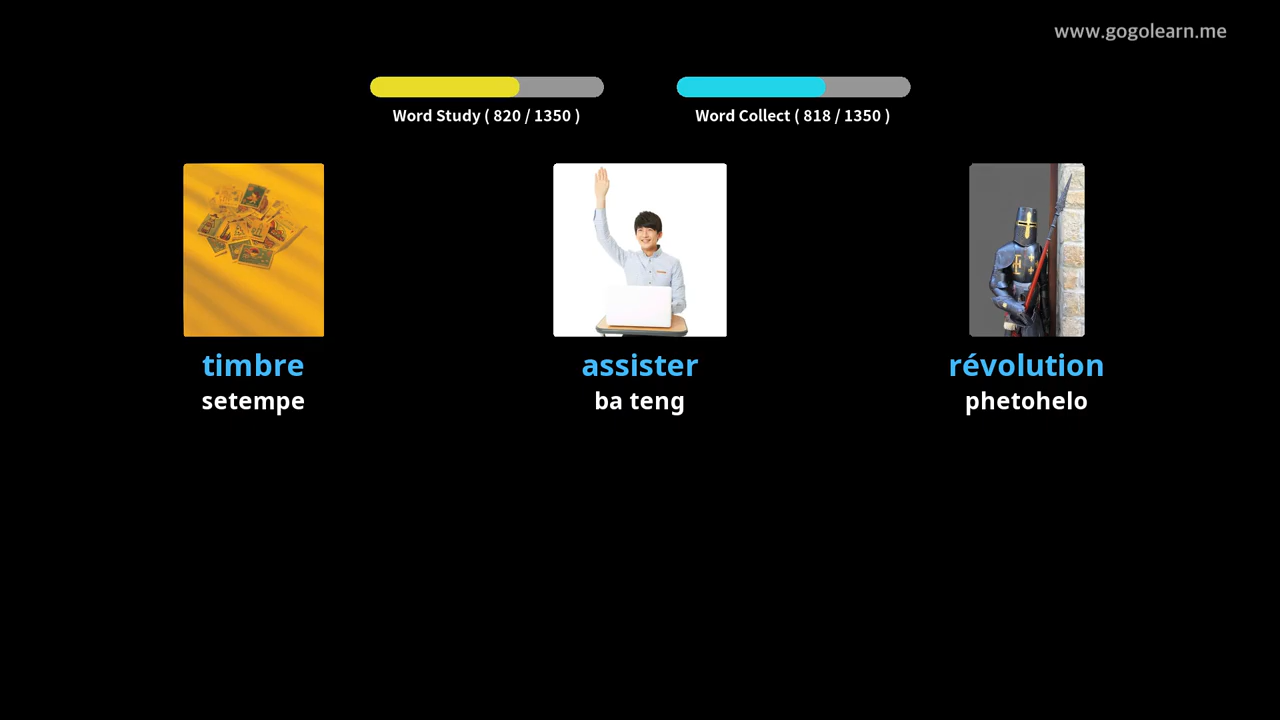 www.gogolearn.me
Word Study ( 820 / 1350 )
Word Collect ( 818 / 1350 )
timbre
setempe
assister
ba teng
révolution
phetohelo